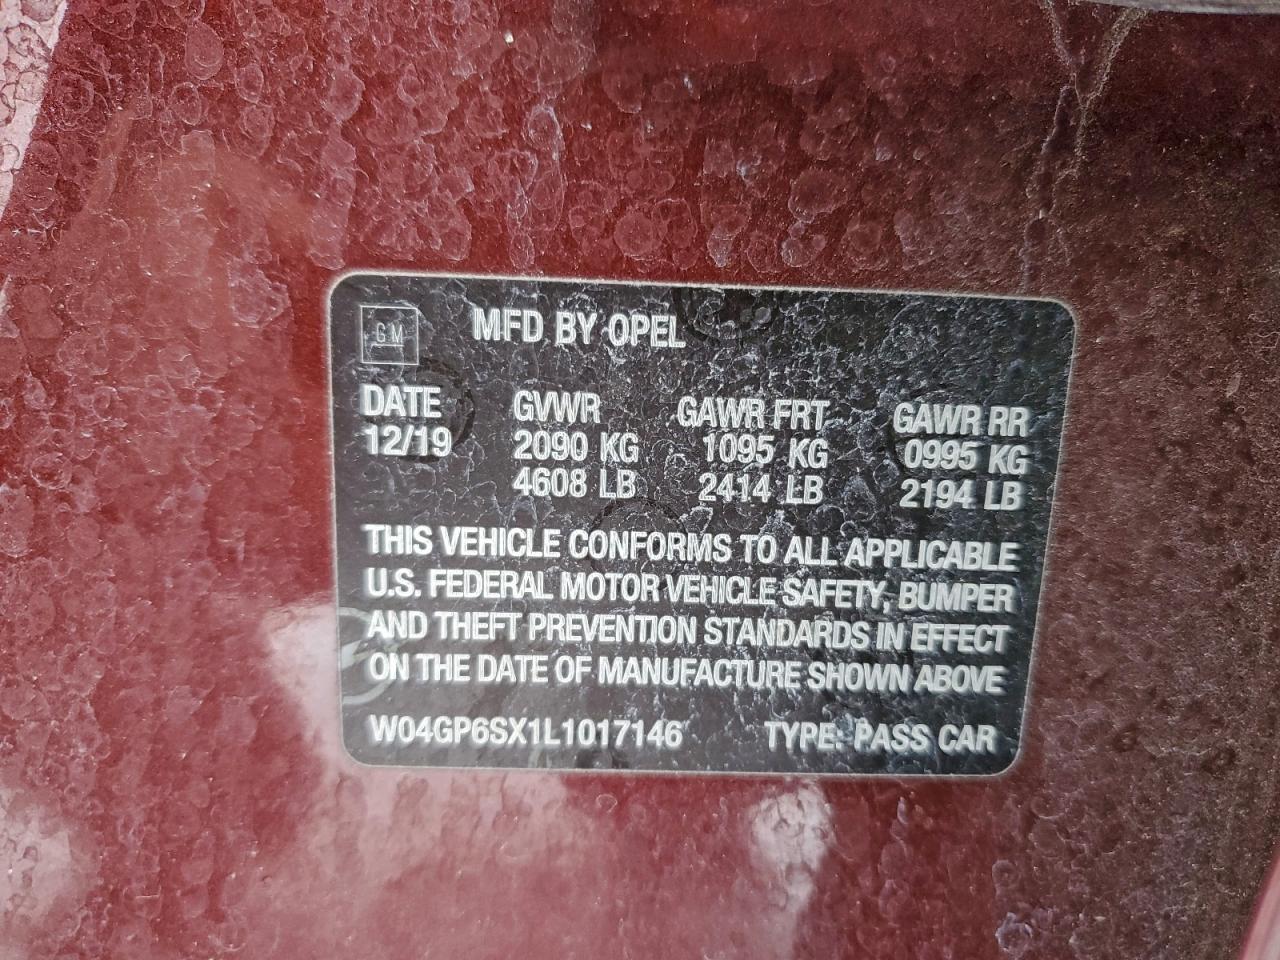 GM MFD BY OPEL
DATE GVWR GAWR FRT GAWR RR
12/19 2090 KG 1095 KG 0995 KG
4608 LB 2414 LB 2194 LB
THIS VEHICLE CONFORMS TO ALL APPLICABLE
U.S. FEDERAL MOTOR VEHICLE SAFETY, BUMPER
AND THEFT PREVENTION STANDARDS IN EFFECT
ON THE DATE OF MANUFACTURE SHOWN ABOVE
W04GP6SX1L1017146 TYPE: PASS CAR